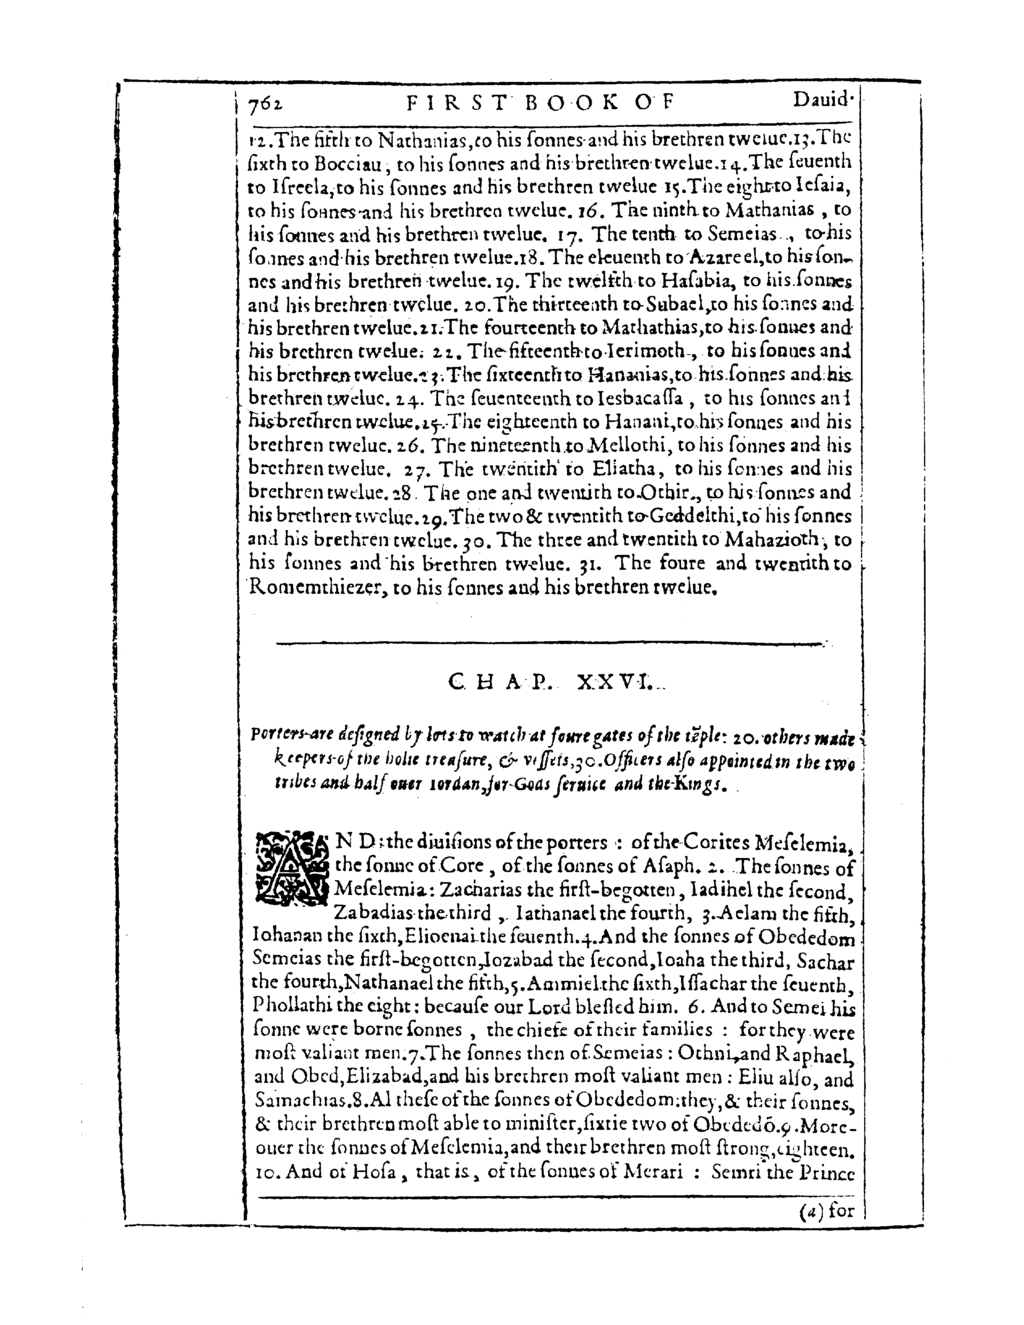 762 FIRST BOOK OF Dauid.
12. The fifth to Nathanias, to his ſonnes and his brethren twelue. 13. The
ſixth to Bocciau, to his ſonnes and his brethren twelue. 14. The ſeuenth
to Iſreela, to his ſonnes and his brethren twelue 15. The eight to Ieſaia,
to his ſonnes and his brethren twelue. 16. The ninth to Mathanias, to
his ſonnes and his brethren twelue. 17. The tenth to Semeias, to his
ſonnes and his brethren twelue. 18. The eleuenth to Azareel, to his ſon-
nes and his brethren twelue. 19. The twelfth to Haſabia, to his ſonnes
and his brethren twelue. 20. The thirteenth to Subael, to his ſonnes and
his brethren twelue. 21. The fourteenth to Mathathias, to his ſonnes and
his brethren twelue. 22. The fifteenth to Ierimoth, to his ſonnes and
his brethren twelue. 23. The ſixteenth to Hananias, to his ſonnes and his
brethren twelue. 24. The ſeuenteenth to Iesbacaſſa, to his ſonnes and
his brethren twelue. 25. The eighteenth to Hanani, to his ſonnes and his
brethren twelue. 26. The nineteenth to Mellothi, to his ſonnes and his
brethren twelue. 27. The twentith to Eliatha, to his ſonnes and his
brethren twelue. 28. The one and twentith to Othir, to his ſonnes and
his brethren twelue. 29. The two & twentith to Geddelthi, to his ſonnes
and his brethren twelue. 30. The three and twentith to Mahazioth, to
his ſonnes and his brethren twelue. 31. The foure and twentith to
Romemthiezer, to his ſonnes and his brethren twelue.
CHAP. XXVI.
Porters are deſigned by lotts to watch at foure gates of the tēple: 20. others made
keepers of the holie treaſure, & veſſels, 30. Officers alſo appointed in the two
tribes and half ouer Iordan, for Gods ſeruice and the Kings.
AND the diuiſions of the porters: of the Corites Meſelemia,
the ſonne of Core, of the ſonnes of Aſaph. 2. The ſonnes of
Meſelemia: Zacharias the firſt-begotten, Iadihel the ſecond,
Zabadias the third, Iathanael the fourth, 3. Aelam the fifth,
Iohanan the ſixth, Elioenai the ſeuenth. 4. And the ſonnes of Obededom
Semeias the firſt-begotten, Iozabad the ſecond, Ioaha the third, Sachar
the fourth, Nathanael the fifth, 5. Ammiel the ſixth, Iſſachar the ſeuenth,
Phollathi the eight: becauſe our Lord bleſſed him. 6. And to Semei his
ſonne were borne ſonnes, the chiefe of their families: for they were
moſt valiant men. 7. The ſonnes then of Semeias: Othni, and Raphael,
and Obed, Elizabad, and his brethren moſt valiant men: Eliu alſo, and
Samachias. 8. Al theſe of the ſonnes of Obededom: they, & their ſonnes,
& their brethren moſt able to miniſter, ſixtie two of Obededō. 9. More-
ouer the ſonnes of Meſelemia, and their brethren moſt ſtrong, eighteen.
10. And of Hoſa, that is, of the ſonnes of Merari: Semri the Prince
(a) for